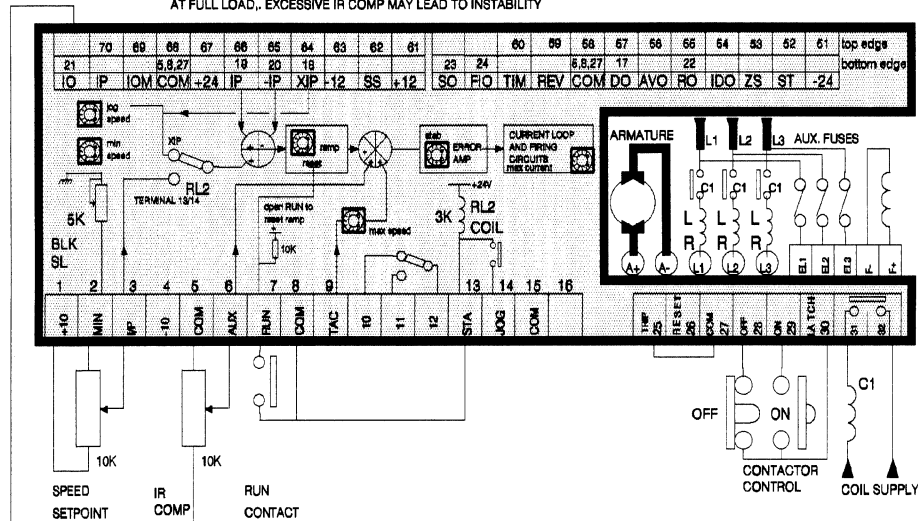 AT FULL LOAD,. EXCESSIVE IR COMP MAY LEAD TO INSTABILITY
70 69 68 67 66 65 64 63 62 61 60 59 58 57 56 55 54 53 52 51 top edge
21 5,8,27 19 20 18 23 24 5,8,27 17 22 bottom edge
IO IP IOM COM +24 IP -IP XIP -12 SS +12 SO FIO TIM REV COM DO AVO RO IDO ZS ST -24
jog speed
min speed
XIP
RL2
TERMINAL 13/14
5K
BLK
SL
+ -
+
ramp
reset
open RUN to reset ramp
10K
max speed
stab
ERROR AMP
CURRENT LOOP AND FIRING CIRCUITS
max current
+24V
3K
RL2
COIL
ARMATURE
L1 L2 L3 AUX. FUSES
C1 C1 C1
L L L
R R R
A+ A- L1 L2 L3 EL1 EL2 EL3 F- F+
1 2 3 4 5 6 7 8 9 13 14 15 16
+10 MIN I/P -10 COM AUX RUN COM TAC 10 11 12 STA JOG COM
TRIP 25 RESET 26 COM 27 OFF 28 ON 29 LATCH 30 31 32
10K
10K
OFF
ON
C1
SPEED SETPOINT
IR COMP
RUN CONTACT
CONTACTOR CONTROL
COIL SUPPLY